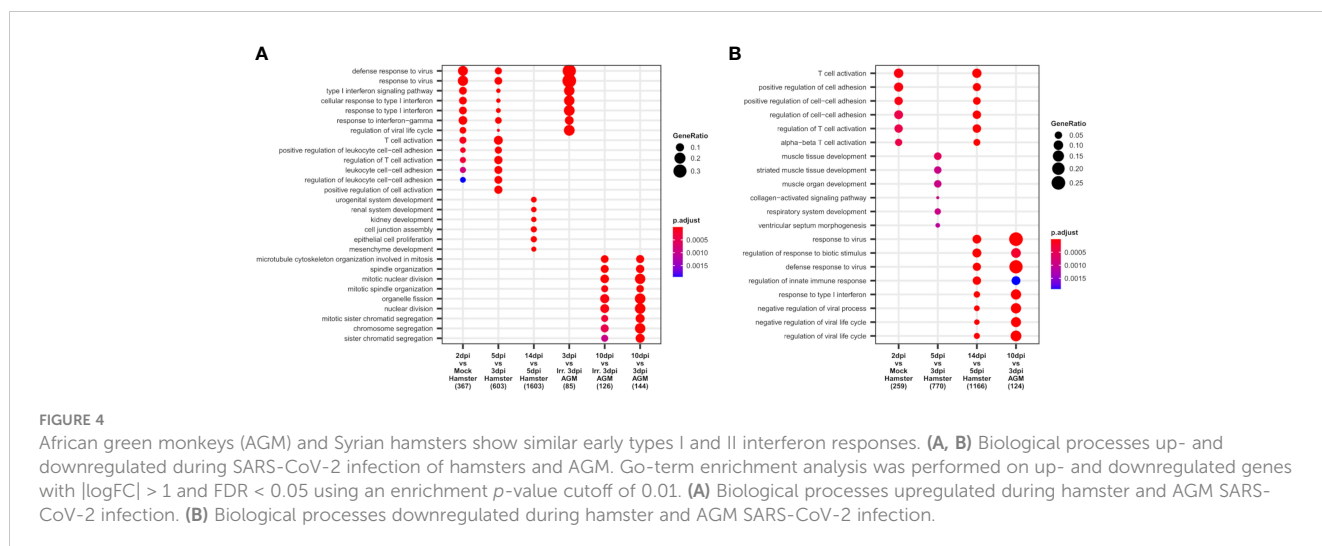 A
defense response to virus
response to virus
type I interferon signaling pathway
cellular response to type I interferon
response to type I interferon
response to interferon-gamma
regulation of viral life cycle
T cell activation
positive regulation of leukocyte cell-cell adhesion
regulation of T cell activation
leukocyte cell-cell adhesion
regulation of leukocyte cell-cell adhesion
positive regulation of cell activation
urogenital system development
renal system development
kidney development
cell junction assembly
epithelial cell proliferation
mesenchyme development
microtubule cytoskeleton organization involved in mitosis
spindle organization
mitotic nuclear division
mitotic spindle organization
organelle fission
nuclear division
mitotic sister chromatid segregation
chromosome segregation
sister chromatid segregation
2dpi vs Mock Hamster (367)
5dpi vs 3dpi Hamster (603)
14dpi vs 5dpi Hamster (1603)
3dpi vs Irr. 3dpi AGM (85)
10dpi vs Irr. 3dpi AGM (126)
10dpi vs 3dpi AGM (144)
GeneRatio
0.1
0.2
0.3
p.adjust
0.0005
0.0010
0.0015
B
T cell activation
positive regulation of cell adhesion
positive regulation of cell-cell adhesion
regulation of cell-cell adhesion
regulation of T cell activation
alpha-beta T cell activation
muscle tissue development
striated muscle tissue development
muscle organ development
collagen-activated signaling pathway
respiratory system development
ventricular septum morphogenesis
response to virus
regulation of response to biotic stimulus
defense response to virus
regulation of innate immune response
response to type I interferon
negative regulation of viral process
negative regulation of viral life cycle
regulation of viral life cycle
2dpi vs Mock Hamster (259)
5dpi vs 3dpi Hamster (770)
14dpi vs 5dpi Hamster (1166)
10dpi vs 3dpi AGM (124)
GeneRatio
0.05
0.10
0.15
0.20
0.25
p.adjust
0.0005
0.0010
0.0015
FIGURE 4
African green monkeys (AGM) and Syrian hamsters show similar early types I and II interferon responses. (A, B) Biological processes up- and
downregulated during SARS-CoV-2 infection of hamsters and AGM. Go-term enrichment analysis was performed on up- and downregulated genes
with |logFC| > 1 and FDR < 0.05 using an enrichment p-value cutoff of 0.01. (A) Biological processes upregulated during hamster and AGM SARS-
CoV-2 infection. (B) Biological processes downregulated during hamster and AGM SARS-CoV-2 infection.